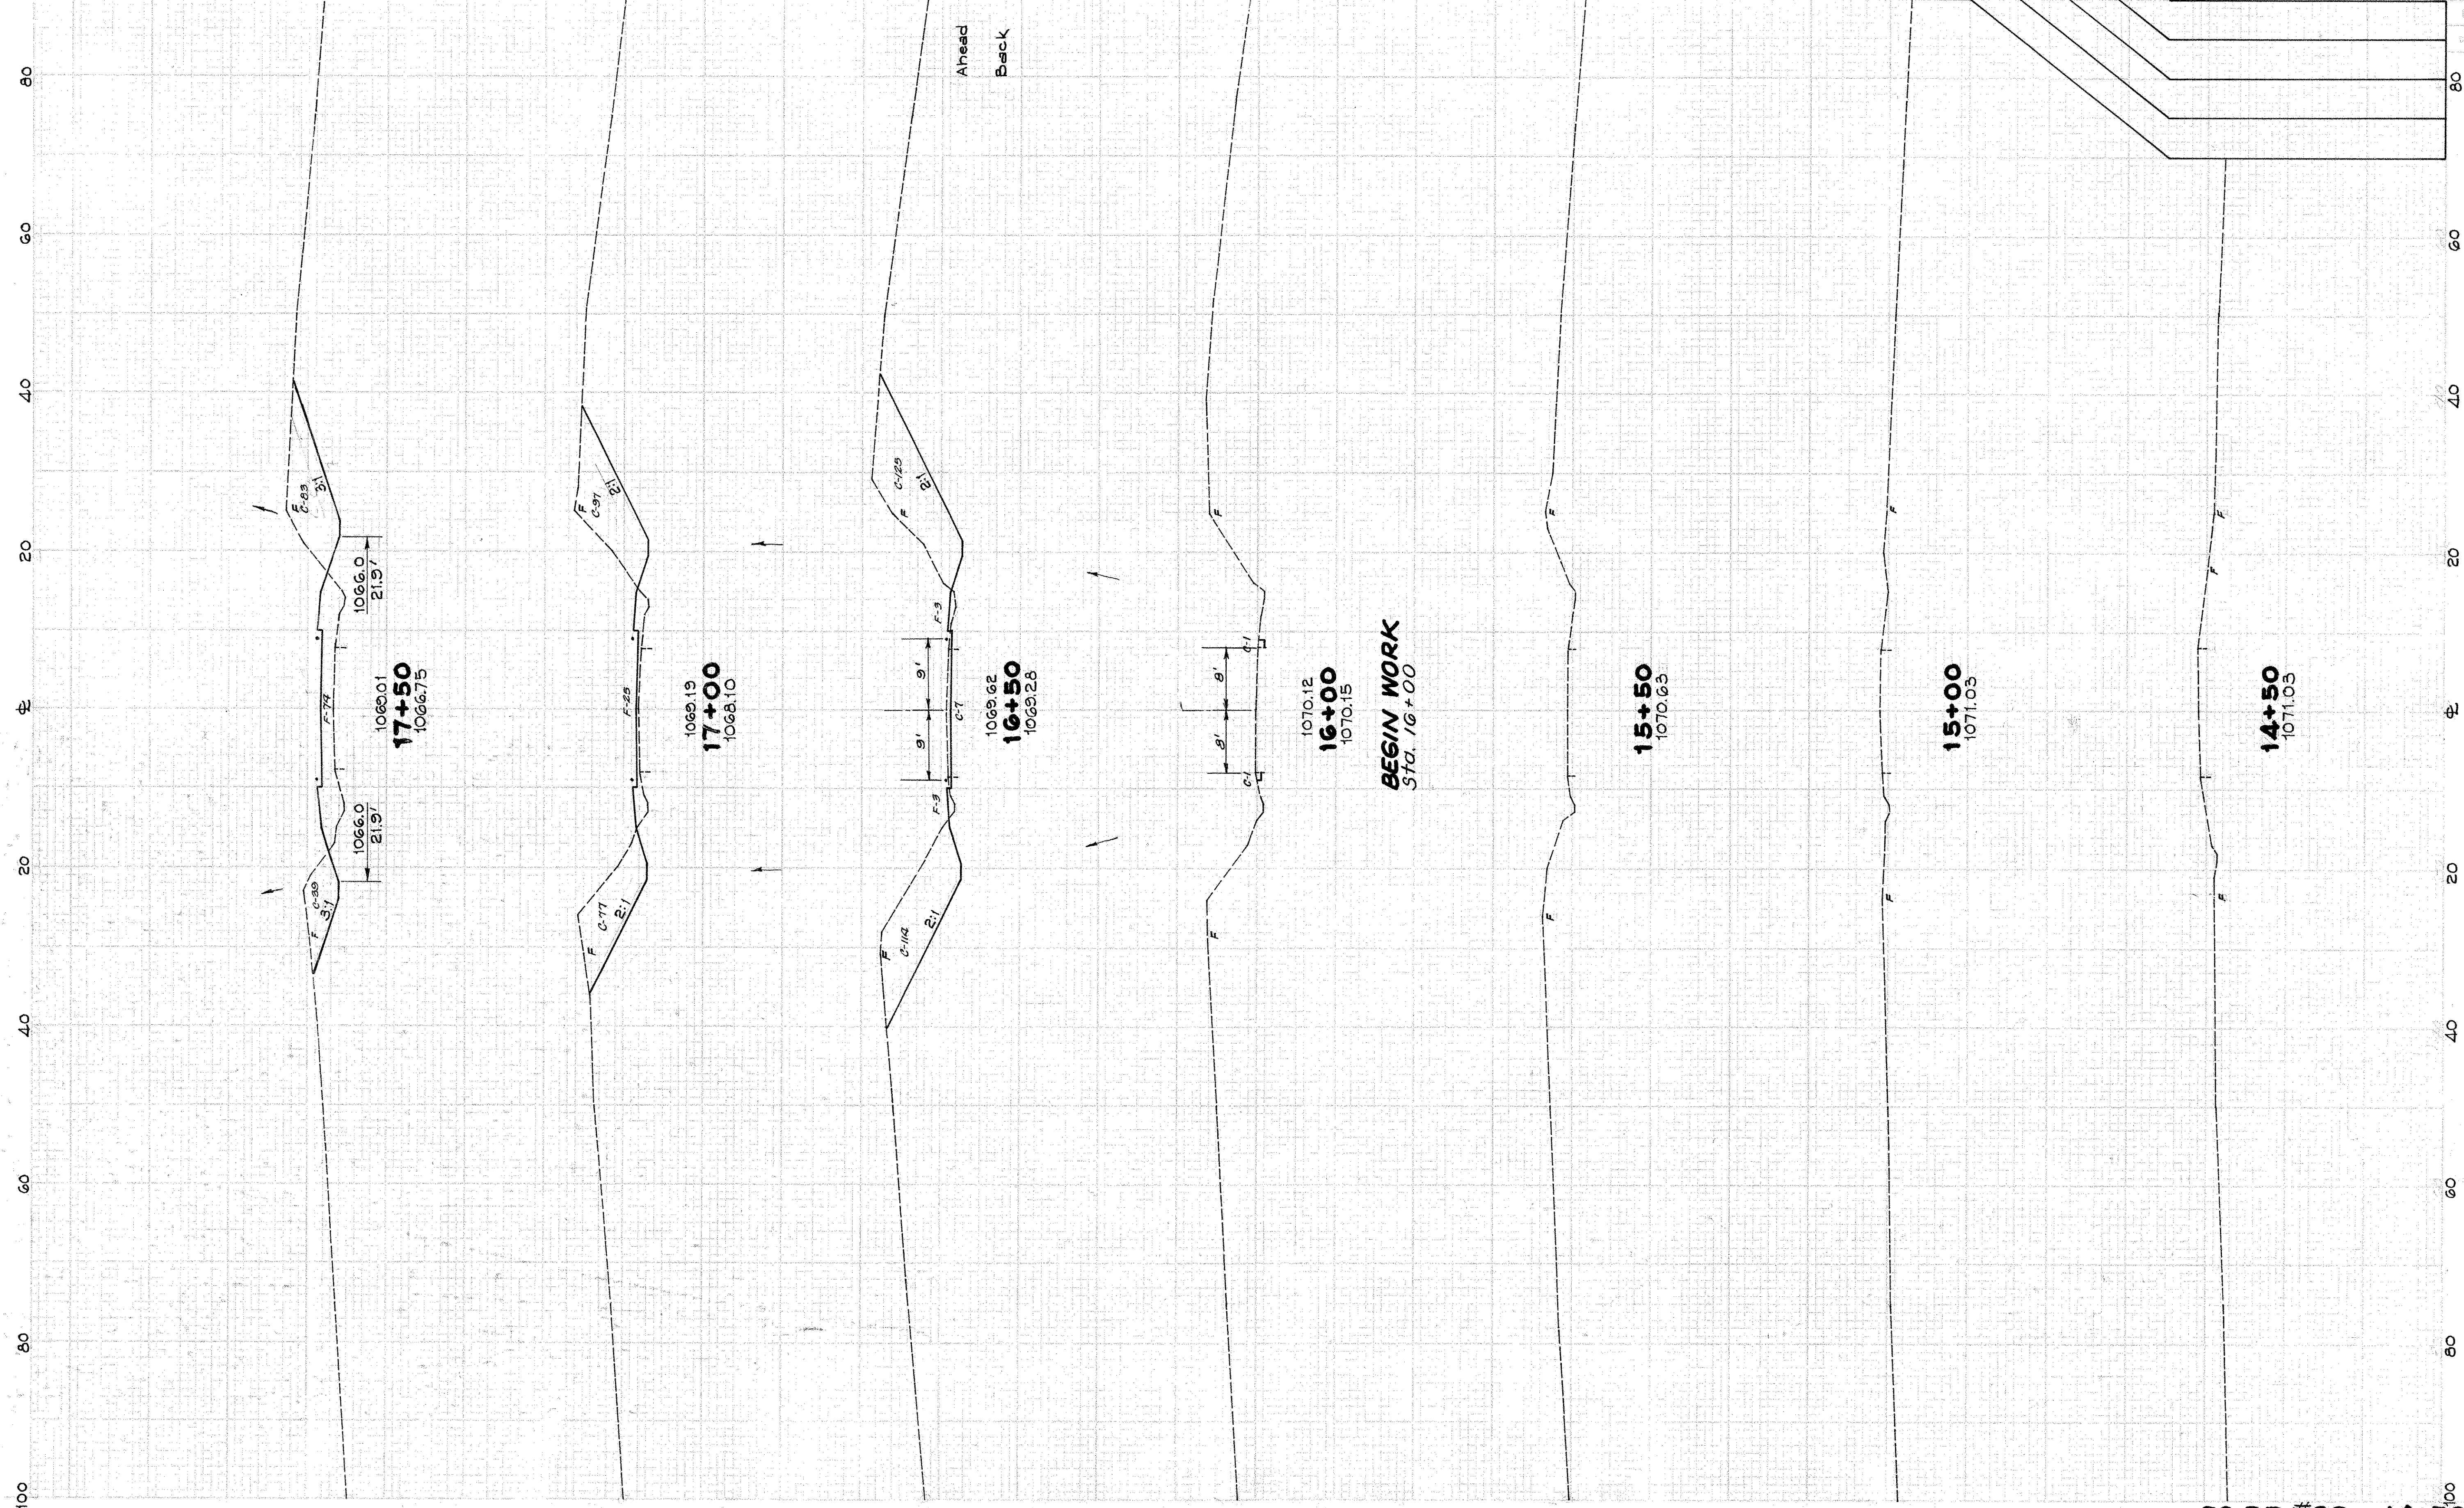 80
60
40
20
℄
20
40
60
80
100
F
C-83
3:1
1066.0
21.9'
F-74
1069.01
17+50
1066.75
1066.0
21.9'
C-39
3:1
F
F
C-97
2:1
F-25
1069.19
17+00
1068.10
C-77
2:1
F
Ahead
Back
C-125
2:1
F
F-3
9'
9'
C-7
F-3
1069.62
16+50
1069.28
C-114
2:1
F
F
C-1
8'
8'
C-1
1070.12
16+00
1070.15
F
BEGIN WORK
Sta. 16+00
F
15+50
1070.63
F
F
15+00
1071.03
F
F
F
14+50
1071.03
F
80
60
40
20
℄
20
40
60
80
100